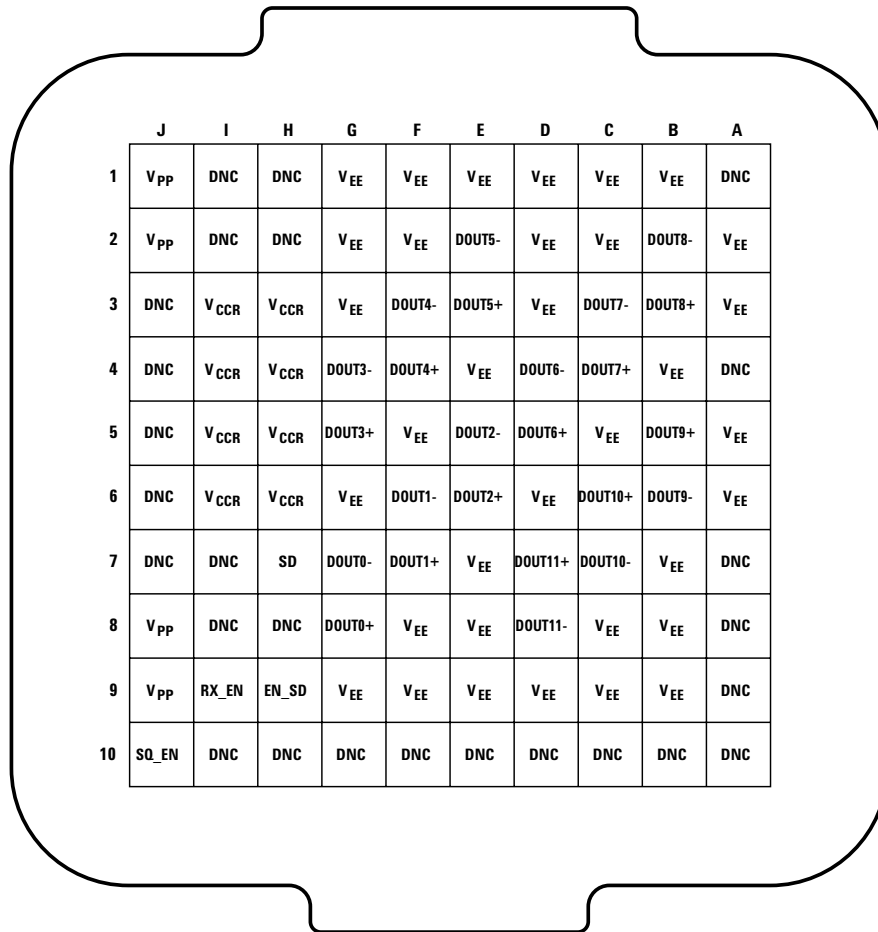 J I H G F E D C B A
1 VPP DNC DNC VEE VEE VEE VEE VEE VEE DNC
2 VPP DNC DNC VEE VEE DOUT5- VEE VEE DOUT8- VEE
3 DNC VCCR VCCR VEE DOUT4- DOUT5+ VEE DOUT7- DOUT8+ VEE
4 DNC VCCR VCCR DOUT3- DOUT4+ VEE DOUT6- DOUT7+ VEE DNC
5 DNC VCCR VCCR DOUT3+ VEE DOUT2- DOUT6+ VEE DOUT9+ VEE
6 DNC VCCR VCCR VEE DOUT1- DOUT2+ VEE DOUT10+ DOUT9- VEE
7 DNC DNC SD DOUT0- DOUT1+ VEE DOUT11+ DOUT10- VEE DNC
8 VPP DNC DNC DOUT0+ VEE VEE DOUT11- VEE VEE DNC
9 VPP RX_EN EN_SD VEE VEE VEE VEE VEE VEE DNC
10 SQ_EN DNC DNC DNC DNC DNC DNC DNC DNC DNC